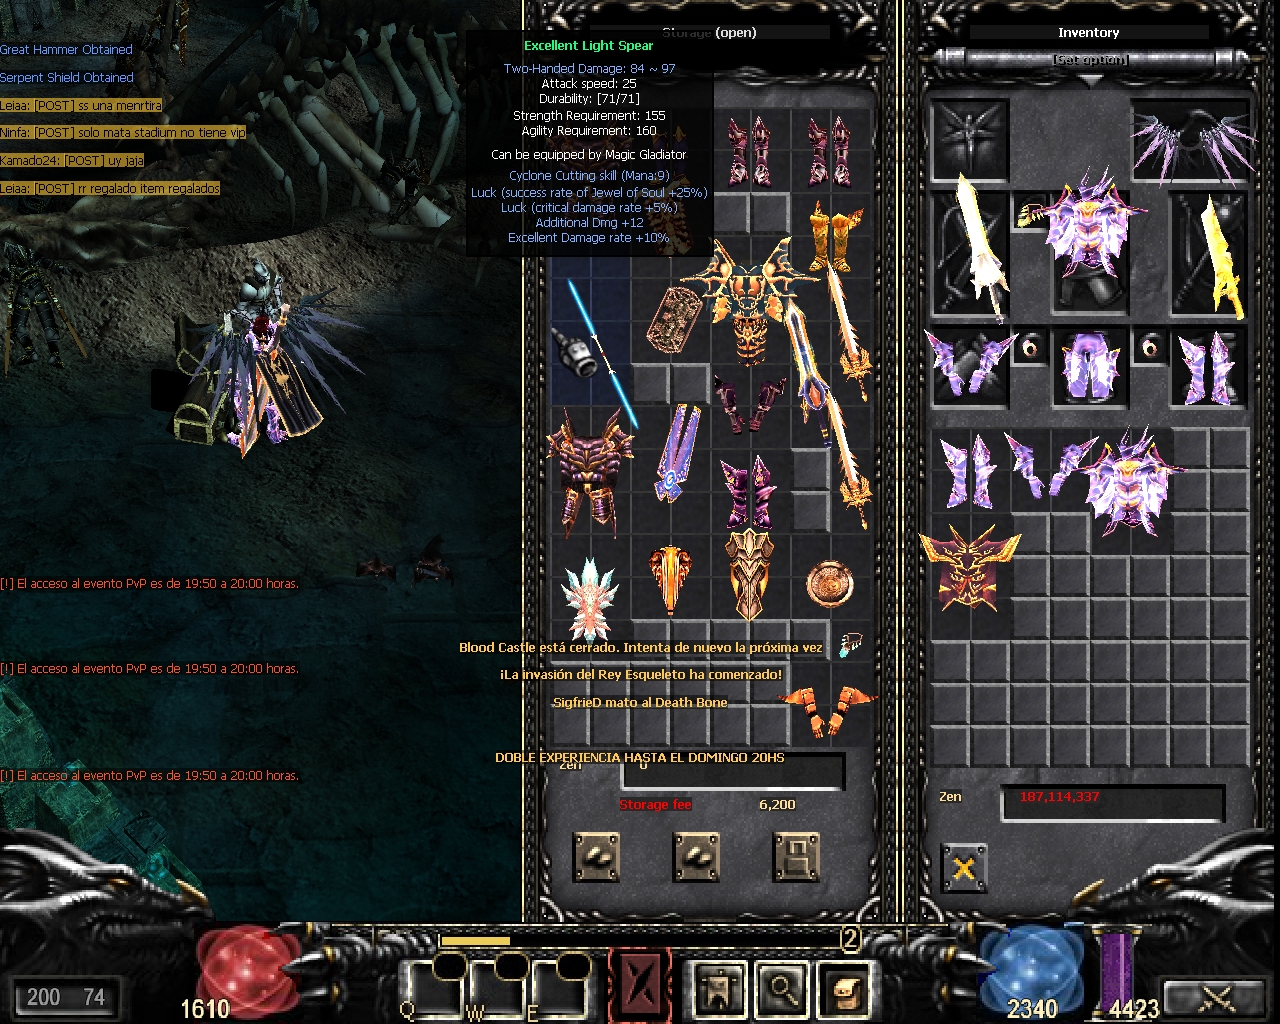 Great Hammer Obtained
Serpent Shield Obtained
Leiaa: [POST] ss una menrtira
Ninfa: [POST] solo mata stadium no tiene vip
Kamado24: [POST] uy jaja
Leiaa: [POST] rr regalado item regalados
[!] El acceso al evento PvP es de 19:50 a 20:00 horas.
[!] El acceso al evento PvP es de 19:50 a 20:00 horas.
[!] El acceso al evento PvP es de 19:50 a 20:00 horas.
Storage (open)
Excellent Light Spear
Two-Handed Damage: 84 ~ 97
Attack speed: 25
Durability: [71/71]
Strength Requirement: 155
Agility Requirement: 160
Can be equipped by Magic Gladiator
Cyclone Cutting skill (Mana:9)
Luck (success rate of Jewel of Soul +25%)
Luck (critical damage rate +5%)
Additional Dmg +12
Excellent Damage rate +10%
Blood Castle está cerrado. Intenta de nuevo la próxima vez
¡La invasión del Rey Esqueleto ha comenzado!
SigfrieD mato al Death Bone
DOBLE EXPERIENCIA HASTA EL DOMINGO 20HS
Zen 0
Storage fee 6,200
Inventory
[Set option]
Zen 187,114,337
2
200 74
1610
Q W E
2340
4423